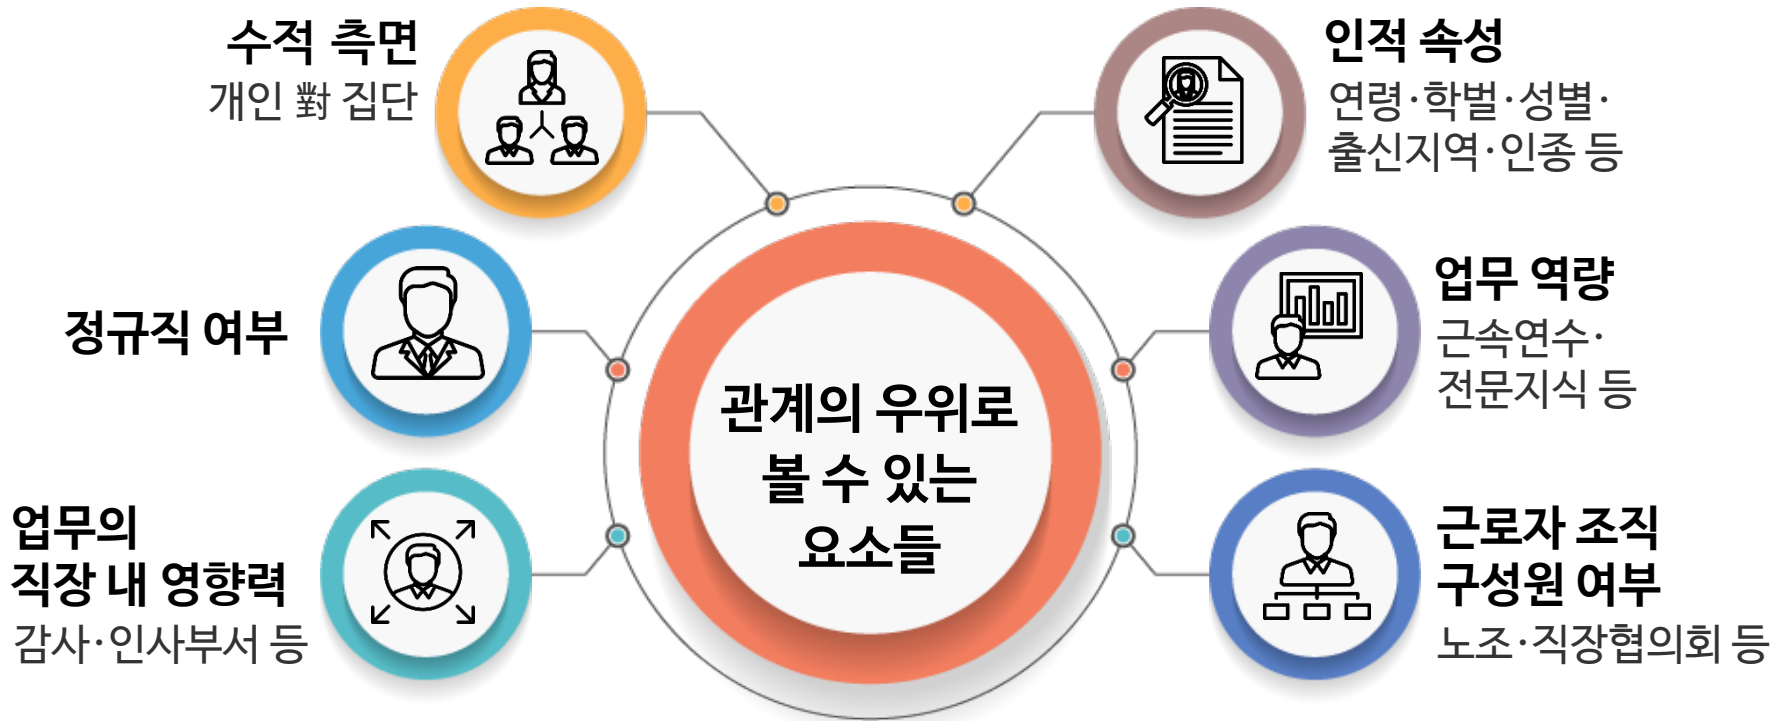 수적 측면
개인 對 집단
정규직 여부
업무의
직장 내 영향력
감사·인사부서 등
관계의 우위로
볼 수 있는
요소들
인적 속성
연령·학벌·성별·
출신지역·인종 등
업무 역량
근속연수·
전문지식 등
근로자 조직
구성원 여부
노조·직장협의회 등